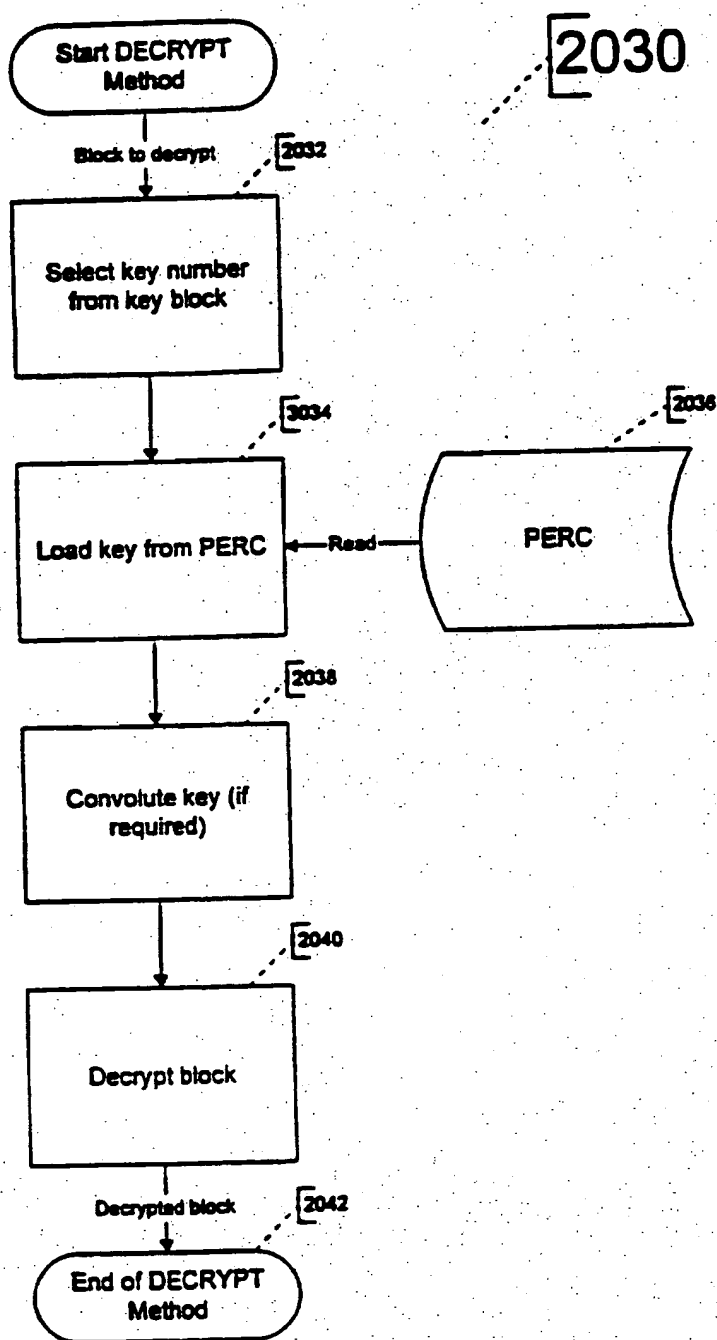 Start DECRYPT
Method
2030
Block to decrypt
2032
Select key number
from key block
3034
2036
Load key from PERC
Read
PERC
2038
Convolute key (if
required)
2040
Decrypt block
Decrypted block
2042
End of DECRYPT
Method